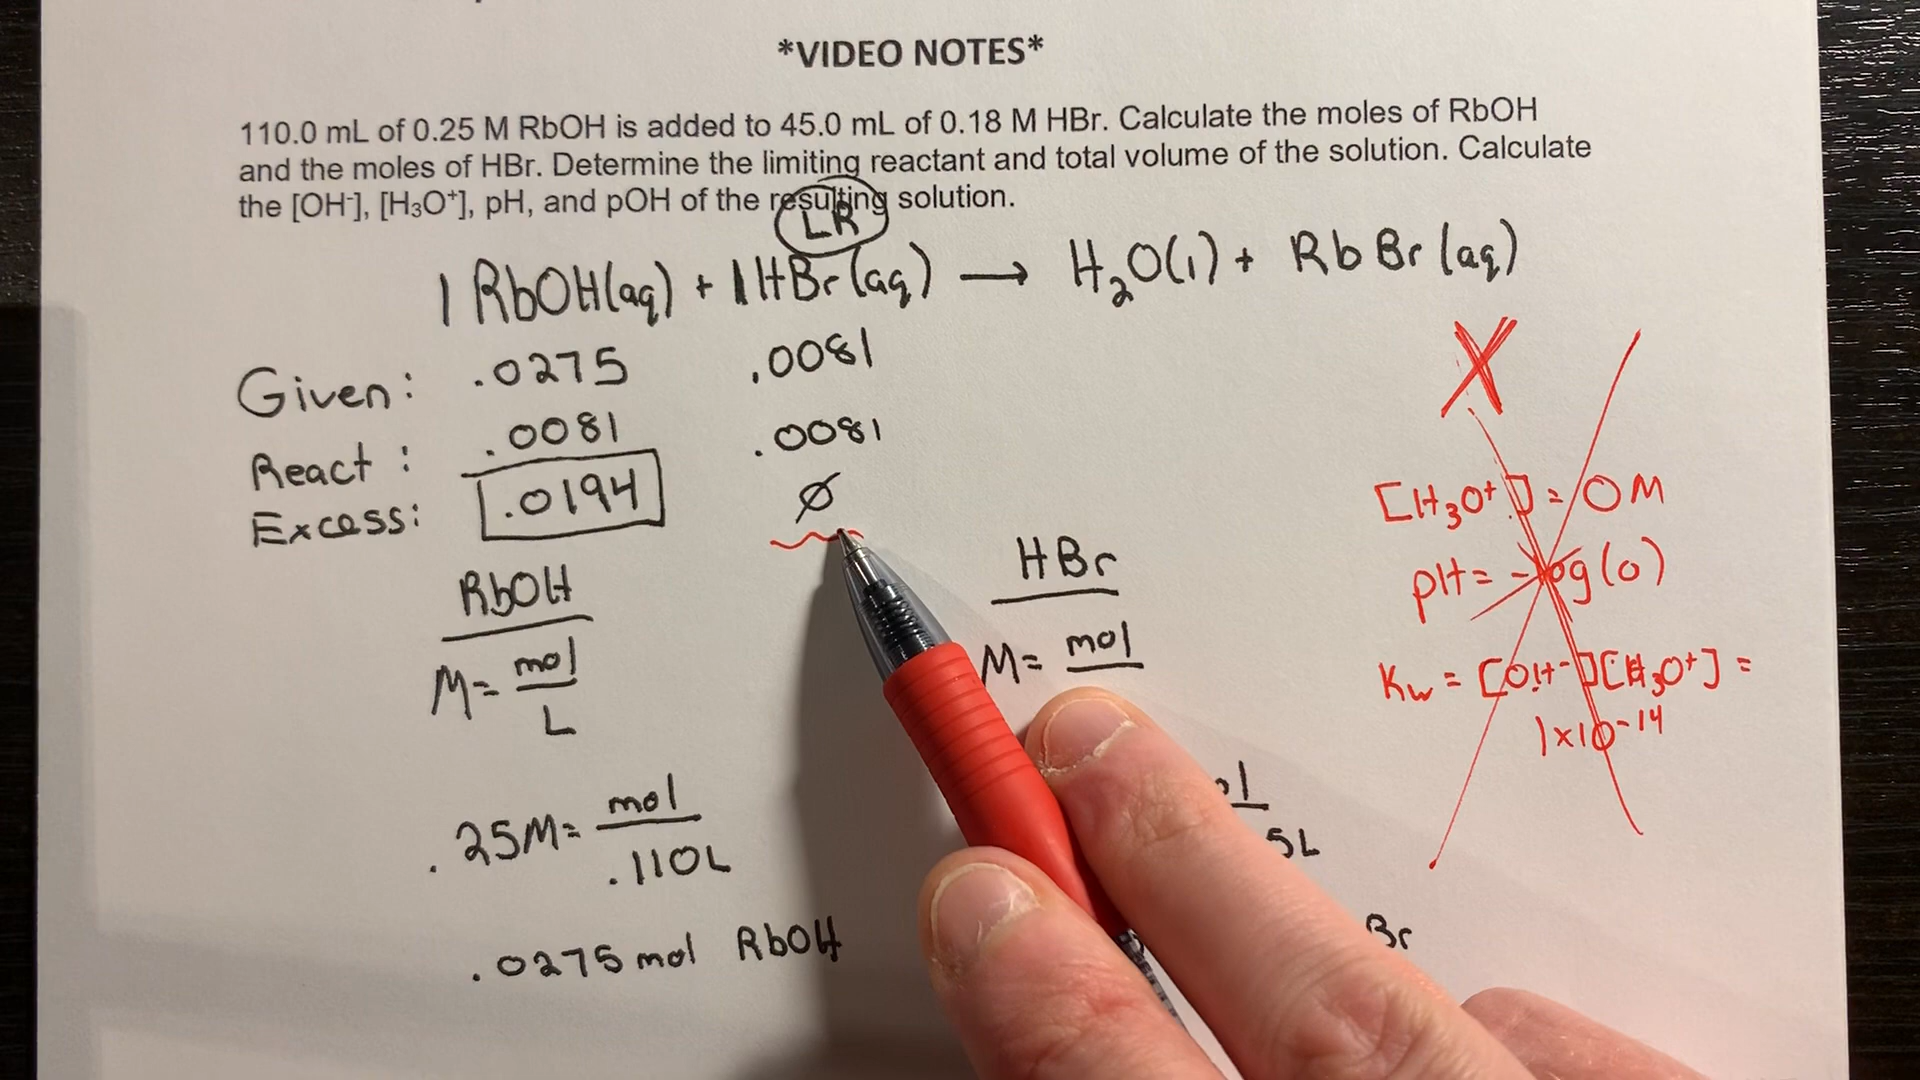 *VIDEO NOTES*
110.0 mL of 0.25 M RbOH is added to 45.0 mL of 0.18 M HBr. Calculate the moles of RbOH
and the moles of HBr. Determine the limiting reactant and total volume of the solution. Calculate
the [OH-], [H₃O⁺], pH, and pOH of the resulting solution.
LR
1 RbOH(aq) + 1 HBr(aq) → H₂O(l) + RbBr(aq)
Given: .0275 .0081
React: .0081 .0081
Excess: .0194 Ø
RbOH
M = mol
L
.25M = mol
.110L
.0275 mol RbOH
HBr
M = mol
ol
5L
Br
X
[H₃O⁺] = 0 M
pH = -log(0)
Kw = [OH⁻][H₃O⁺] =
1x10⁻¹⁴